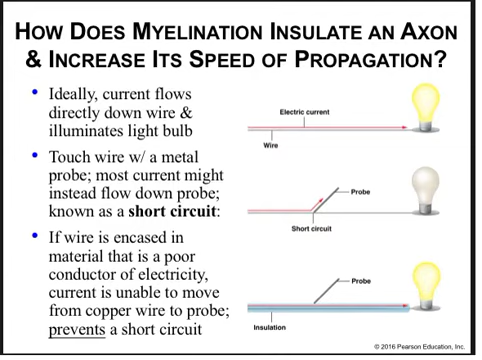 HOW DOES MYELINATION INSULATE AN AXON
& INCREASE ITS SPEED OF PROPAGATION?
• Ideally, current flows
directly down wire &
illuminates light bulb
• Touch wire w/ a metal
probe; most current might
instead flow down probe;
known as a short circuit:
• If wire is encased in
material that is a poor
conductor of electricity,
current is unable to move
from copper wire to probe;
prevents a short circuit
Electric current
Wire
Probe
Short circuit
Probe
Insulation
© 2016 Pearson Education, Inc.